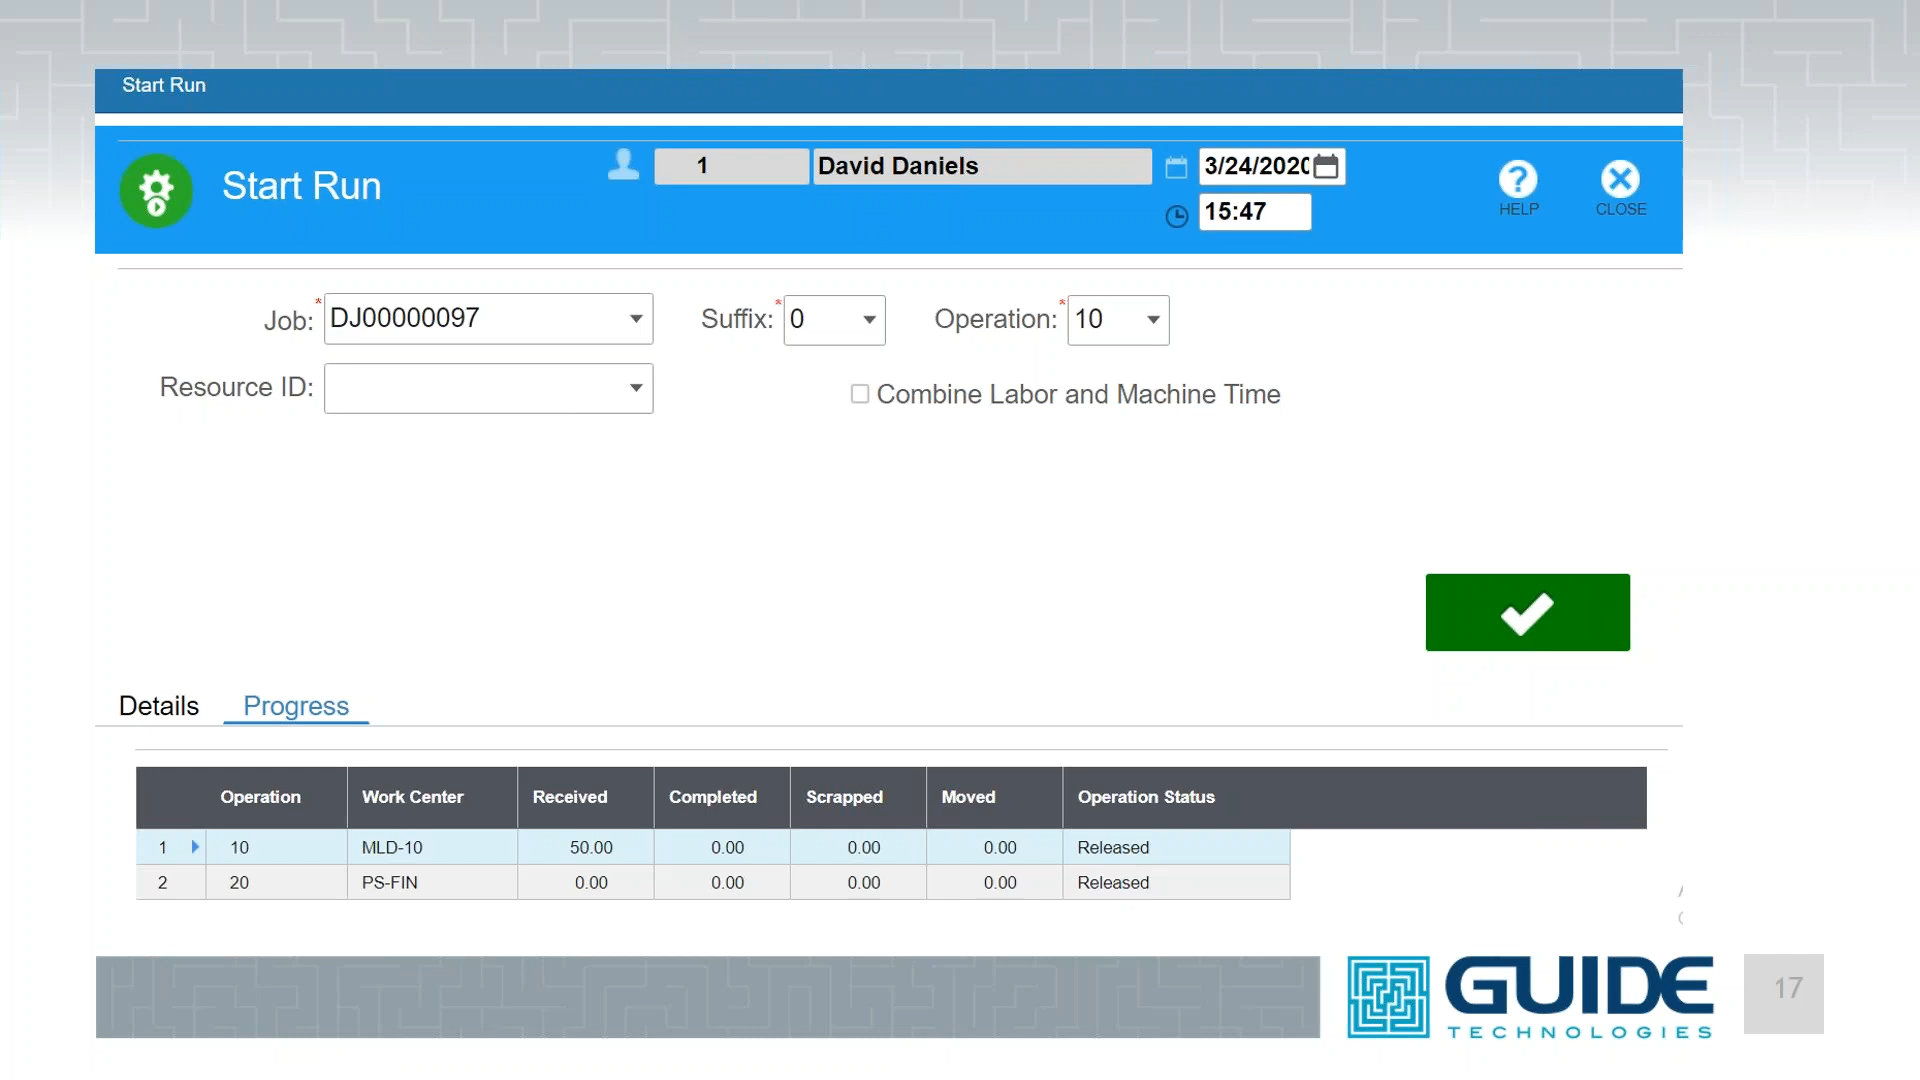 Start Run
Start Run
1 David Daniels 3/24/2020
15:47
HELP CLOSE
* Job: DJ00000097 Suffix: * 0 Operation: * 10
Resource ID: Combine Labor and Machine Time
Details Progress
Operation Work Center Received Completed Scrapped Moved Operation Status
1 10 MLD-10 50.00 0.00 0.00 0.00 Released
2 20 PS-FIN 0.00 0.00 0.00 0.00 Released
GUIDE
TECHNOLOGIES
17